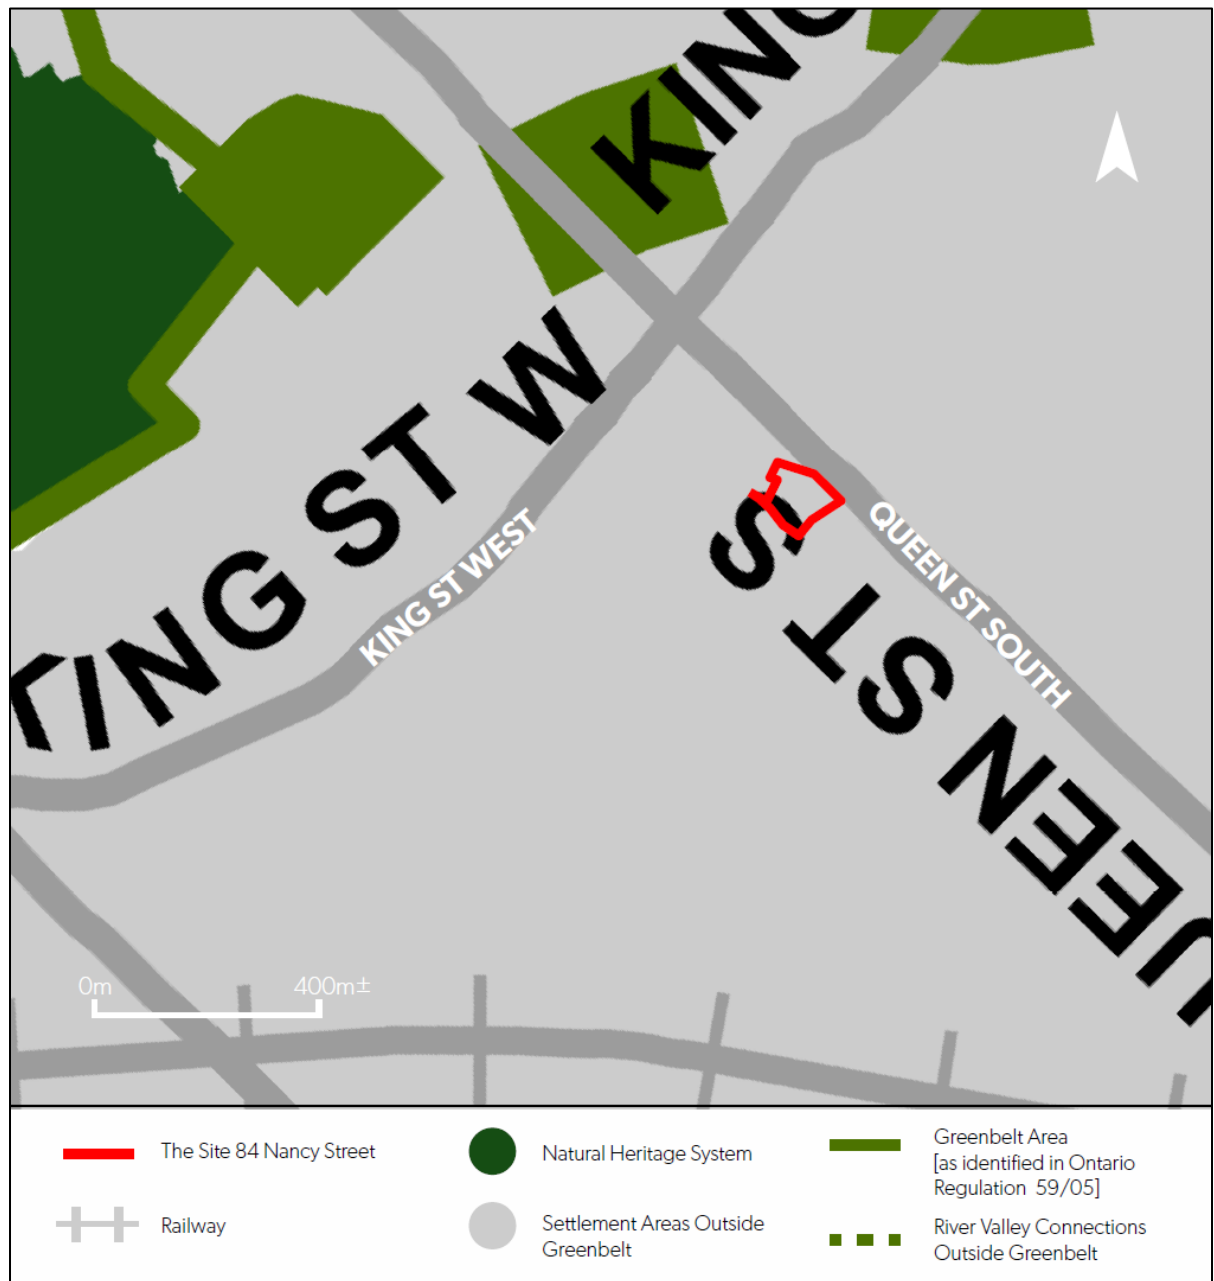 KING
KING ST W
KING ST WEST
S
QUEEN ST SOUTH
ST
UEEN
0m
400m±
The Site 84 Nancy Street
Railway
Natural Heritage System
Settlement Areas Outside
Greenbelt
Greenbelt Area
[as identified in Ontario
Regulation 59/05]
River Valley Connections
Outside Greenbelt